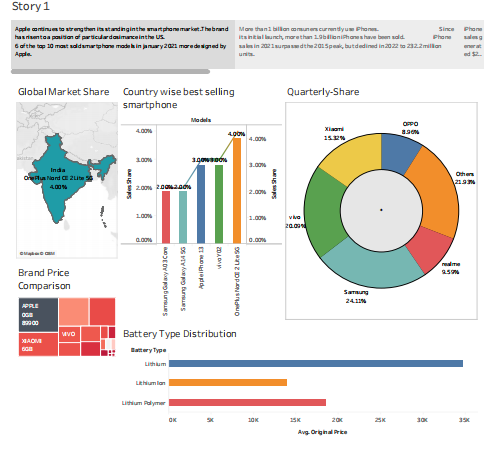 Story 1
Apple continues to strengthen its standing in the smartphone market.The brand
has risen to a position of particular dosimance in the US.
6 of the top 10 most sold smartphone models in january 2021 more designed by
Apple.
More than 1 billion consumers currently use iPhones. Since
its initial launch, more than 1.9 billion iPhones have been sold. iPhone
sales in 2021 surpassed the 2015 peak, but declined in 2022 to 232.2 million
units.
iPhone
sales g
enerat
ed $2...
Global Market Share
India
OnePlus Nord CE 2 Lite 5G
4.00%
© Mapbox © OSM
Country wise best selling
smartphone
Models
4.00%
3.00%
2.00%
1.00%
0.00%
Sales Share
2.00%
2.00%
3.00%
3.00%
4.00%
4.00%
3.00%
2.00%
1.00%
0.00%
Sales Share
Samsung Galaxy A03 Core
Samsung Galaxy A14 5G
Apple iPhone 13
vivo Y02
OnePlus Nord CE 2 Lite 5G
Quarterly-Share
OPPO
8.96%
Others
21.93%
realme
9.59%
Samsung
24.11%
vivo
20.09%
Xiaomi
15.32%
Brand Price
Comparison
APPLE
0GB
89900
XIAOMI
6GB
VIVO
Battery Type Distribution
Battery Type
Lithium
Lithium Ion
Lithium Polymer
0K 5K 10K 15K 20K 25K 30K 35K
Avg. Original Price